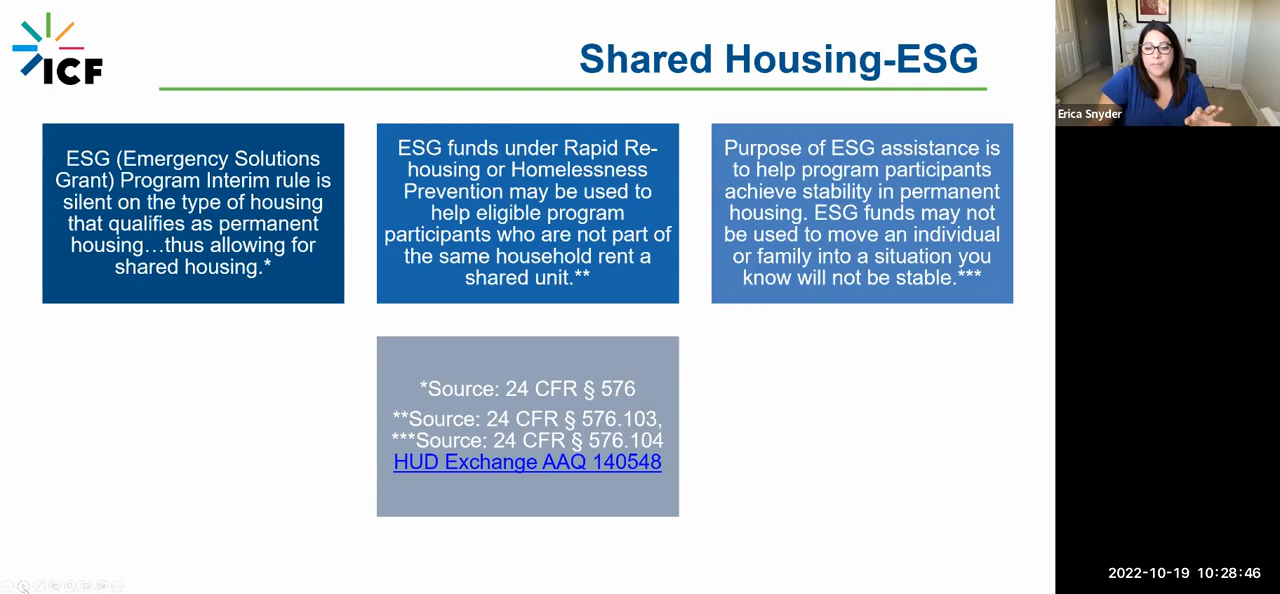 ICF
Shared Housing-ESG
ESG (Emergency Solutions
Grant) Program Interim rule is
silent on the type of housing
that qualifies as permanent
housing…thus allowing for
shared housing.*
ESG funds under Rapid Re-
housing or Homelessness
Prevention may be used to
help eligible program
participants who are not part of
the same household rent a
shared unit.**
Purpose of ESG assistance is
to help program participants
achieve stability in permanent
housing. ESG funds may not
be used to move an individual
or family into a situation you
know will not be stable.***
*Source: 24 CFR § 576
**Source: 24 CFR § 576.103,
***Source: 24 CFR § 576.104
HUD Exchange AAQ 140548
Erica Snyder
2022-10-19 10:28:46